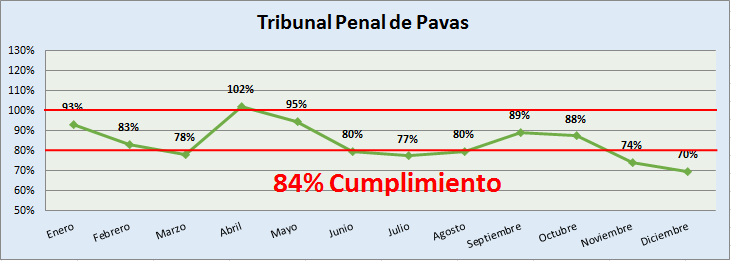 Tribunal Penal de Pavas
130%
120%
110%
100%
90%
80%
70%
60%
50%
93%
83%
78%
102%
95%
80%
77%
80%
89%
88%
74%
70%
84% Cumplimiento
Enero
Febrero
Marzo
Abril
Mayo
Junio
Julio
Agosto
Septiembre
Octubre
Noviembre
Diciembre